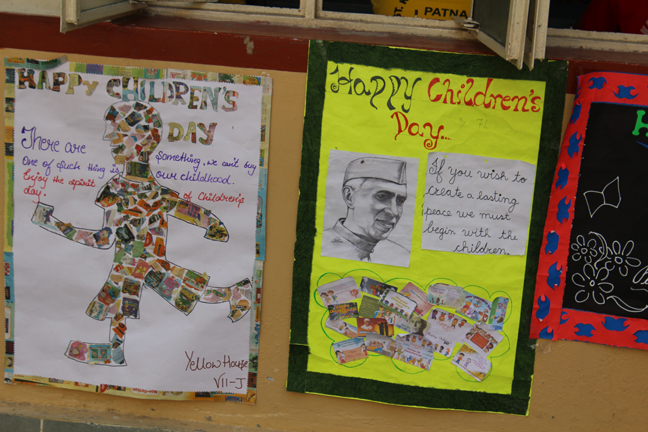 PATNA
HAPPY CHILDREN'S
DAY
There are something, we can't buy
One of such thing is our childhood..
Enjoy the spirit of children's
day.
Yellow House
VII-J
Happy Children's
Day...
If you wish to
create a lasting
peace we must
begin with the
children.
H